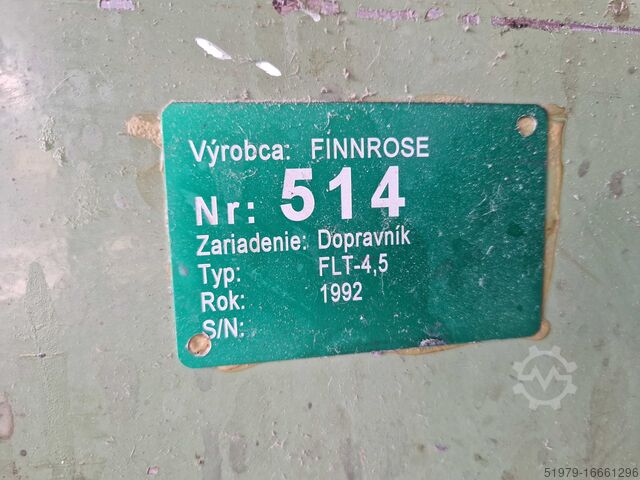 Výrobca: FINNROSE
Nr: 514
Zariadenie: Dopravník
Typ: FLT-4,5
Rok: 1992
S/N:
51979-16661296